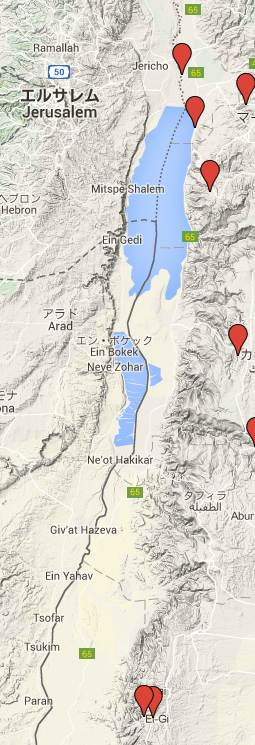 Ramallah
Jericho
50
65
エルサレム
Jerusalem
マー
Mitspe Shalem
ヘブロン
Hebron
Ein Gedi
65
アラド
Arad
エン・ボケック
Ein Bokek
Neve Zohar
カ
モナ
ona
Ne'ot Hakikar
65
タフィラ
الطفيله
Abur
Giv'at Hazeva
Ein Yahav
Tsofar
Tsukim
65
Paran
El-Gi